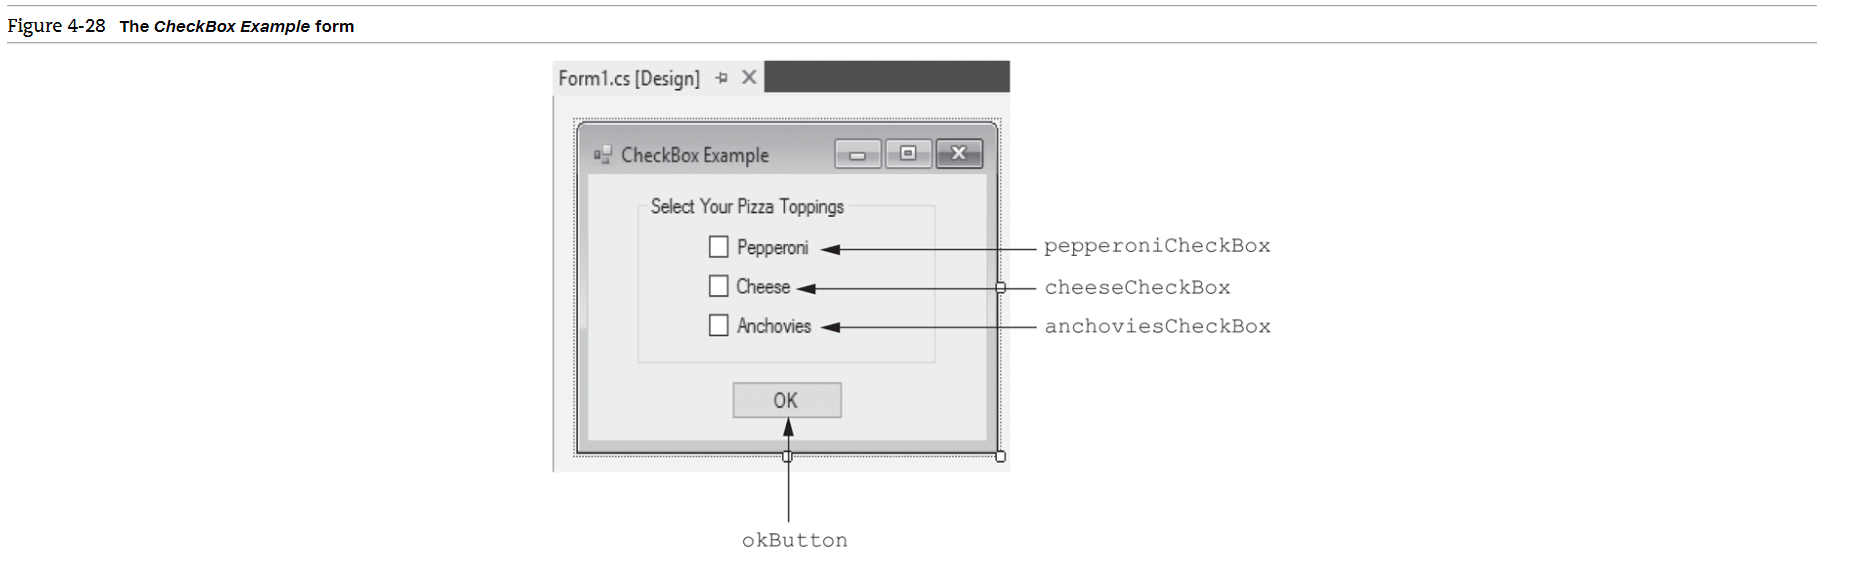 Figure 4-28 The CheckBox Example form
Form1.cs [Design]
CheckBox Example
Select Your Pizza Toppings
Pepperoni
pepperoniCheckBox
Cheese
cheeseCheckBox
Anchovies
anchoviesCheckBox
OK
okButton